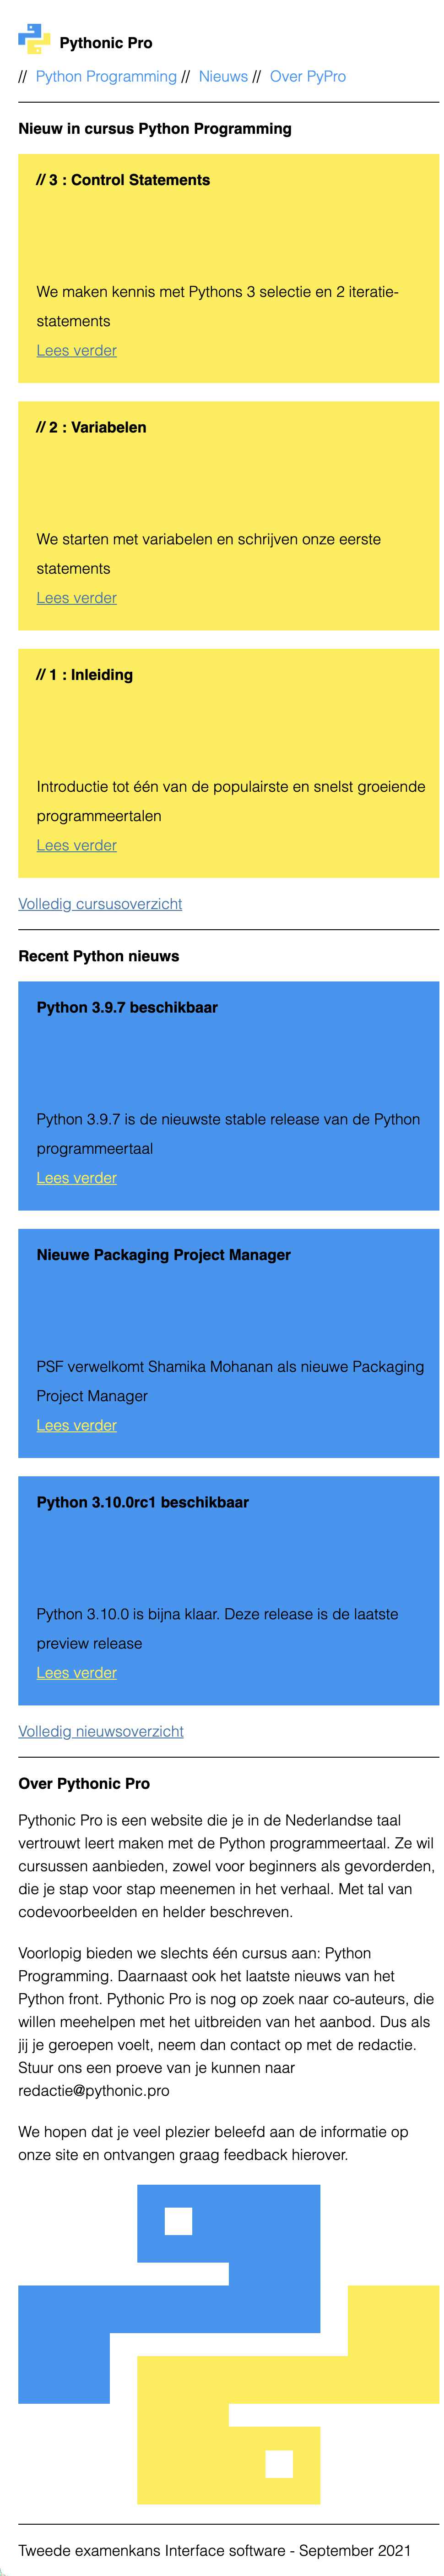 Pythonic Pro
// Python Programming // Nieuws // Over PyPro
Nieuw in cursus Python Programming
// 3 : Control Statements
We maken kennis met Pythons 3 selectie en 2 iteratie-
statements
Lees verder
// 2 : Variabelen
We starten met variabelen en schrijven onze eerste
statements
Lees verder
// 1 : Inleiding
Introductie tot één van de populairste en snelst groeiende
programmeertalen
Lees verder
Volledig cursusoverzicht
Recent Python nieuws
Python 3.9.7 beschikbaar
Python 3.9.7 is de nieuwste stable release van de Python
programmeertaal
Lees verder
Nieuwe Packaging Project Manager
PSF verwelkomt Shamika Mohanan als nieuwe Packaging
Project Manager
Lees verder
Python 3.10.0rc1 beschikbaar
Python 3.10.0 is bijna klaar. Deze release is de laatste
preview release
Lees verder
Volledig nieuwsoverzicht
Over Pythonic Pro
Pythonic Pro is een website die je in de Nederlandse taal
vertrouwt leert maken met de Python programmeertaal. Ze wil
cursussen aanbieden, zowel voor beginners als gevorderden,
die je stap voor stap meenemen in het verhaal. Met tal van
codevoorbeelden en helder beschreven.
Voorlopig bieden we slechts één cursus aan: Python
Programming. Daarnaast ook het laatste nieuws van het
Python front. Pythonic Pro is nog op zoek naar co-auteurs, die
willen meehelpen met het uitbreiden van het aanbod. Dus als
jij je geroepen voelt, neem dan contact op met de redactie.
Stuur ons een proeve van je kunnen naar
redactie@pythonic.pro
We hopen dat je veel plezier beleefd aan de informatie op
onze site en ontvangen graag feedback hierover.
Tweede examenkans Interface software - September 2021